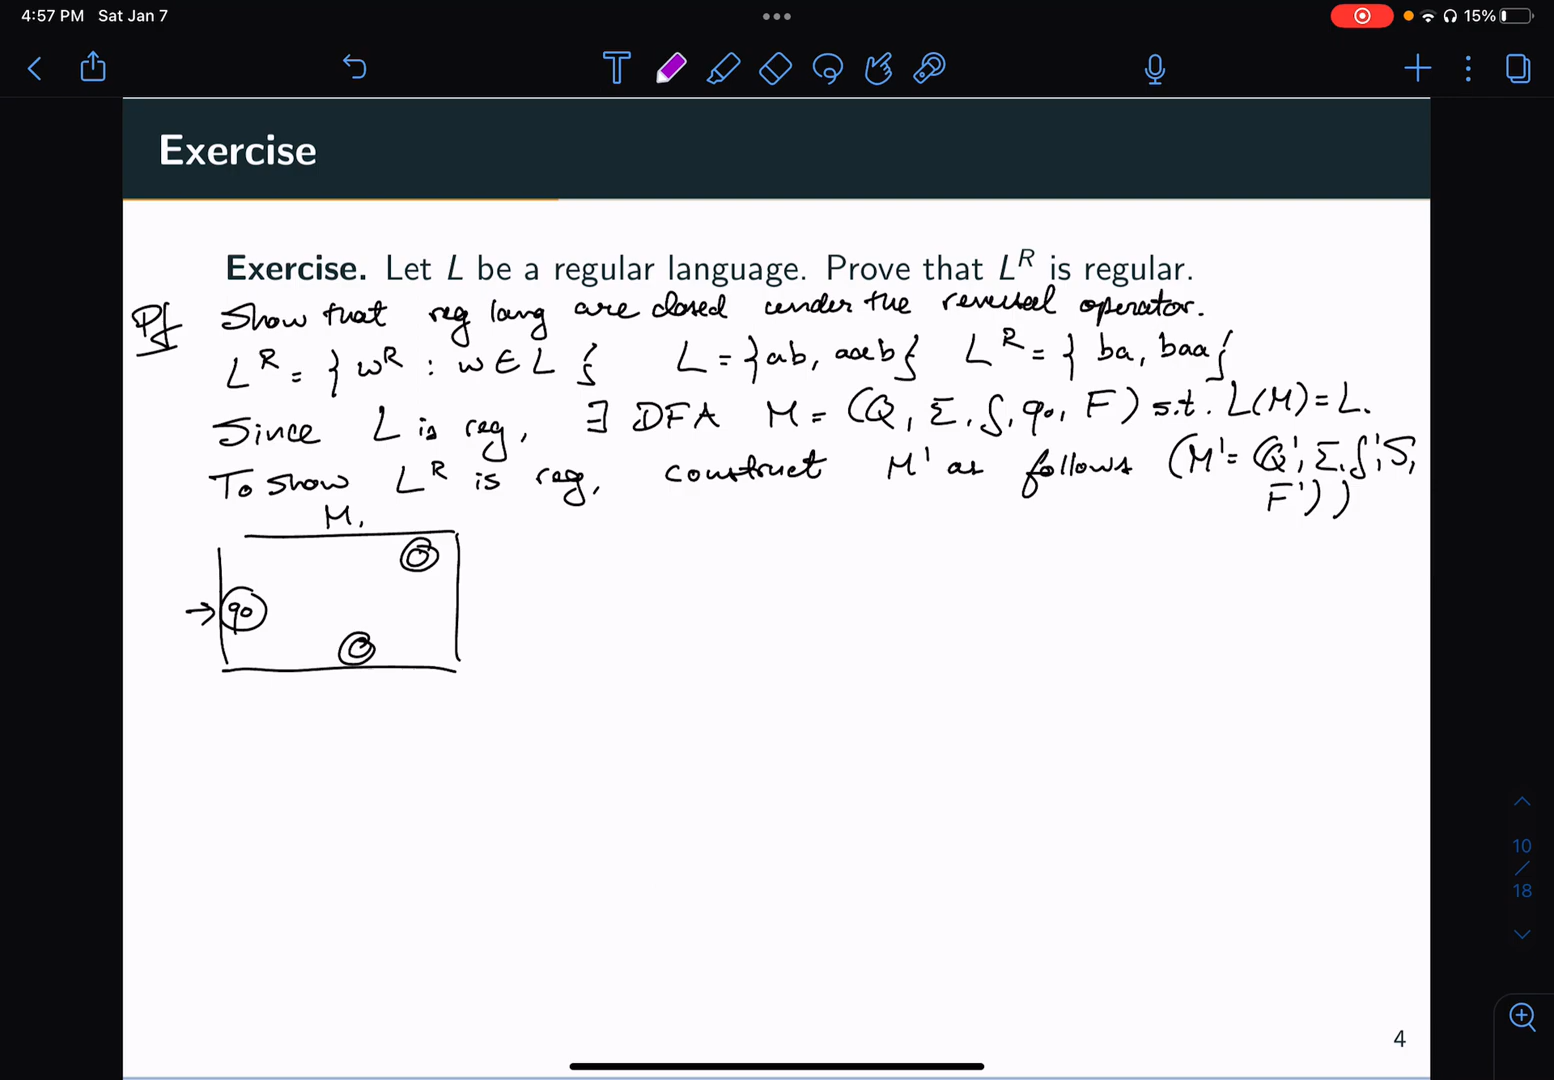 4:57 PM Sat Jan 7
15%
Exercise
Exercise. Let L be a regular language. Prove that L^R is regular.
Pf Show that reg lang are closed under the reversal operator.
L^R = { w^R : w ∈ L } L = {ab, aab} L^R = { ba, baa }
Since L is reg, ∃ DFA M = (Q, Σ, δ, q0, F) s.t. L(M) = L.
To show L^R is reg, construct M' as follows (M' = (Q', Σ, δ', S,
F'))
M,
→ q0
10
/
18
4